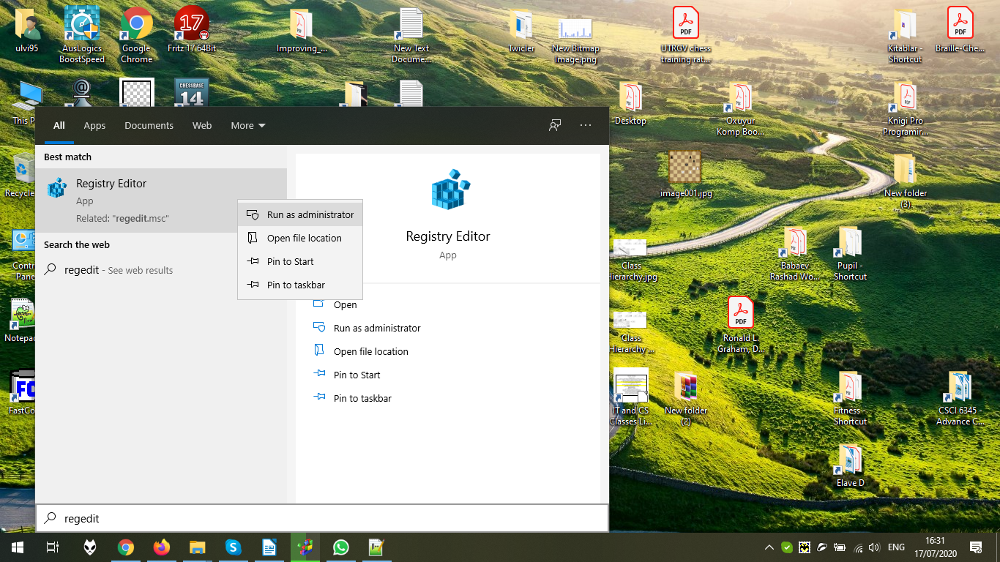 ulvi95
AusLogics
BoostSpeed
Google
Chrome
17
Fritz 17 64Bit
Improving_...
New Text
Docume...
Twicler
New Bitmap
Image.png
PDF
UTRGV chess
training rat...
Kitablar -
Shortcut
PDF
Braille-Che...
This P
CHESSBASE
14
Desktop
Oxuyur
Komp Boo...
Knigi Pro
Programir...
All
Apps
Documents
Web
More
Best match
Registry Editor
App
Related: "regedit.msc"
Run as administrator
Open file location
Pin to Start
Pin to taskbar
Search the web
regedit - See web results
Registry Editor
App
Open
Run as administrator
Open file location
Pin to Start
Pin to taskbar
regedit
Recycle
image001.jpg
New folder
(3)
Contr
Pane
Class
Hierarchy.jpg
Babaev
Rashad Wo...
Pupil -
Shortcut
Notepa
Class
Hierarchy ...
PDF
Ronald L.
Graham, D...
FC
FastCo
IT and CS
Classes Li...
New folder
(2)
Fitness -
Shortcut
CSCI 6345 -
Advance C...
Elave D
ENG
16:31
17/07/2020